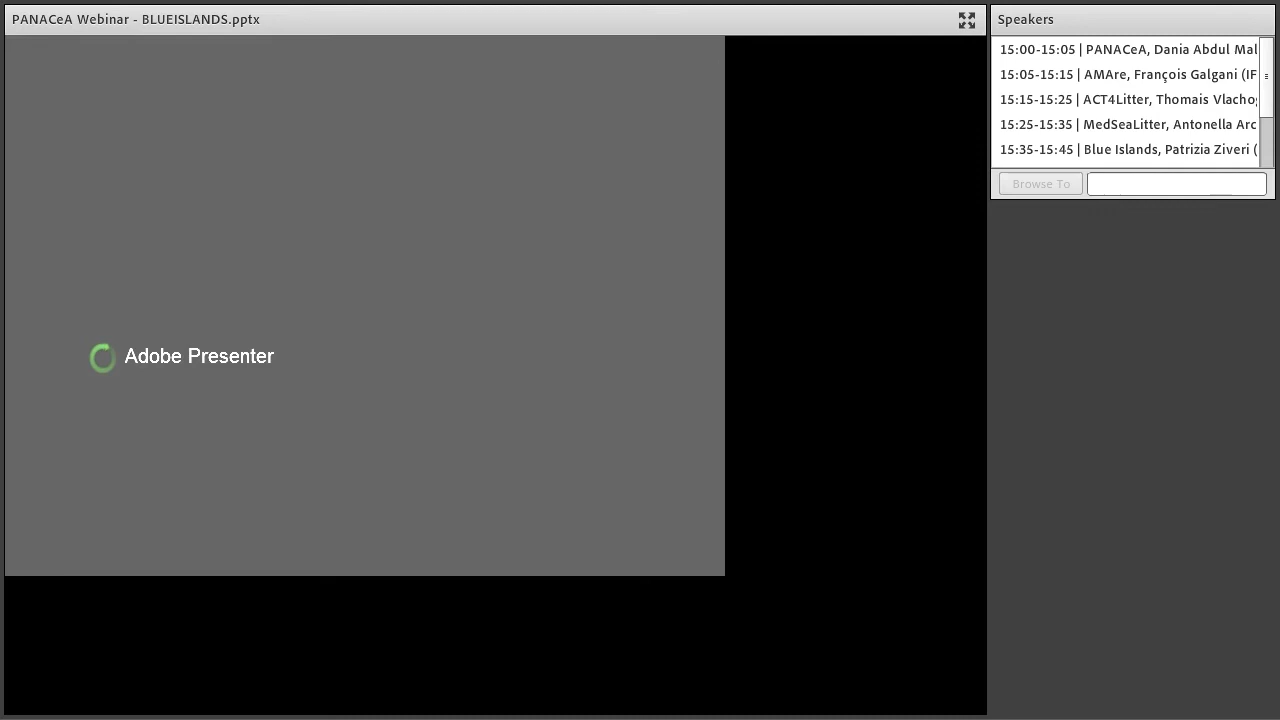 PANACeA Webinar - BLUEISLANDS.pptx
Adobe Presenter
Speakers
15:00-15:05 | PANACeA, Dania Abdul Mal
15:05-15:15 | AMAre, François Galgani (IF
15:15-15:25 | ACT4Litter, Thomais Vlacho
15:25-15:35 | MedSeaLitter, Antonella Arc
15:35-15:45 | Blue Islands, Patrizia Ziveri (
Browse To